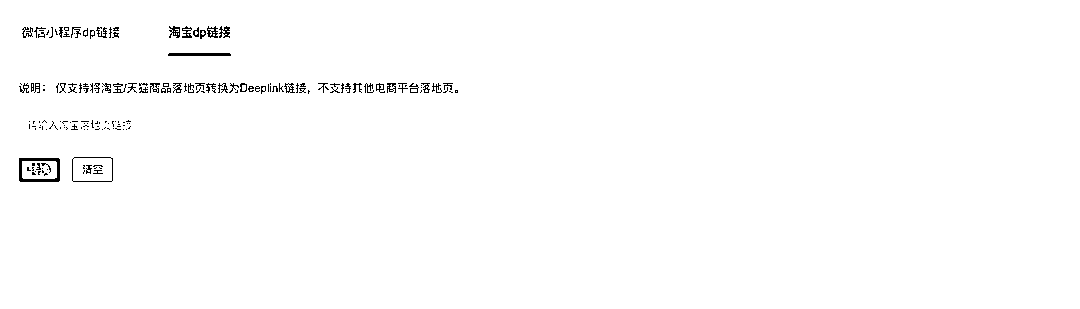 微信小程序dp链接 淘宝dp链接
说明： 仅支持将淘宝/天猫商品落地页转换为Deeplink链接，不支持其他电商平台落地页。
请输入淘宝落地页链接
清空